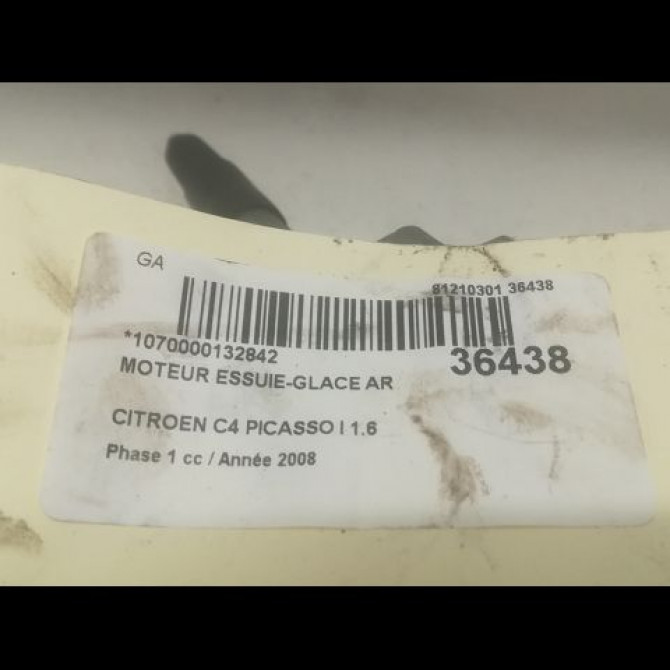 GA
81210301 36438
*1070000132842
36438
MOTEUR ESSUIE-GLACE AR
CITROEN C4 PICASSO I 1.6
Phase 1 cc / Année 2008